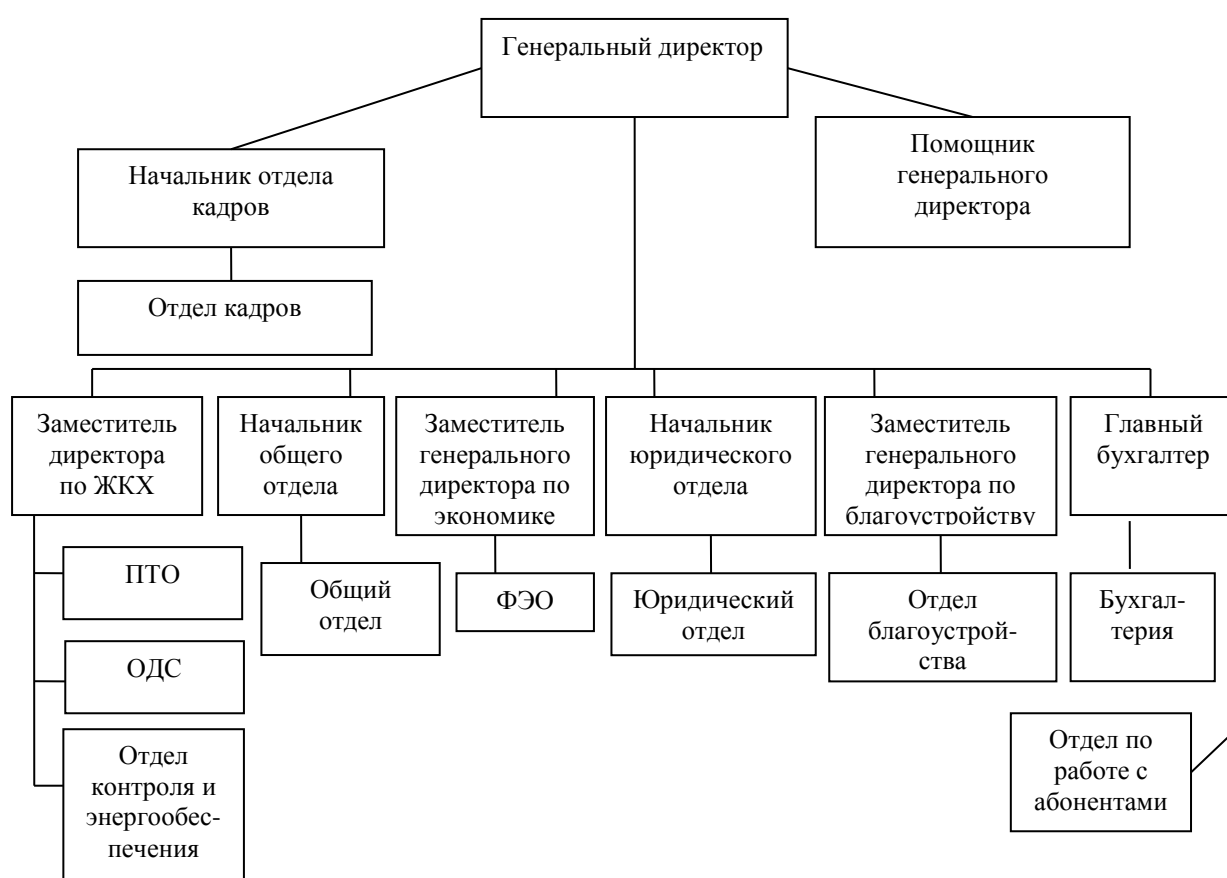 Генеральный директор
Помощник
генерального
директора
Начальник отдела
кадров
Отдел кадров
Заместитель
директора
по ЖКХ
Начальник
общего
отдела
Заместитель
генерального
директора по
экономике
Начальник
юридического
отдела
Заместитель
генерального
директора по
благоустройству
Главный
бухгалтер
ПТО
Общий
отдел
ФЭО
Юридический
отдел
Отдел
благоустрой-
ства
Бухгал-
терия
ОДС
Отдел
контроля и
энергообес-
печения
Отдел по
работе с
абонентами